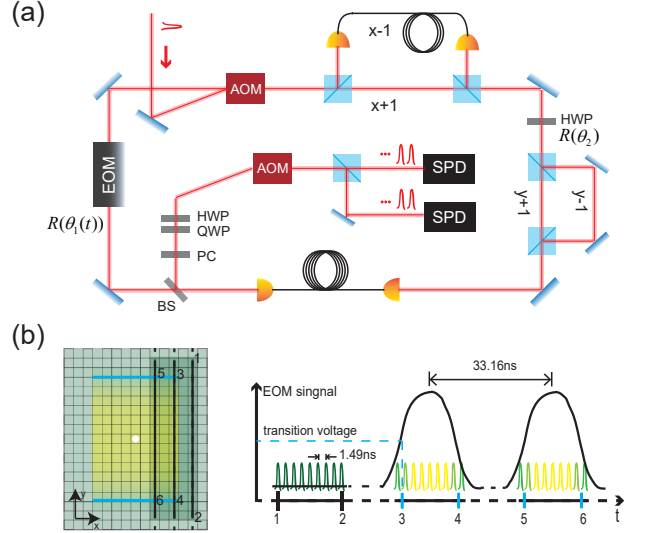 (a)
x-1
x+1
AOM
HWP
R(θ₂)
EOM
R(θ₁(t))
AOM
...
SPD
...
SPD
y+1
y-1
HWP
QWP
PC
BS
(b)
1
5
3
6
4
2
y
x
33.16ns
EOM singnal
transition voltage
1.49ns
1
2
3
4
5
6
t